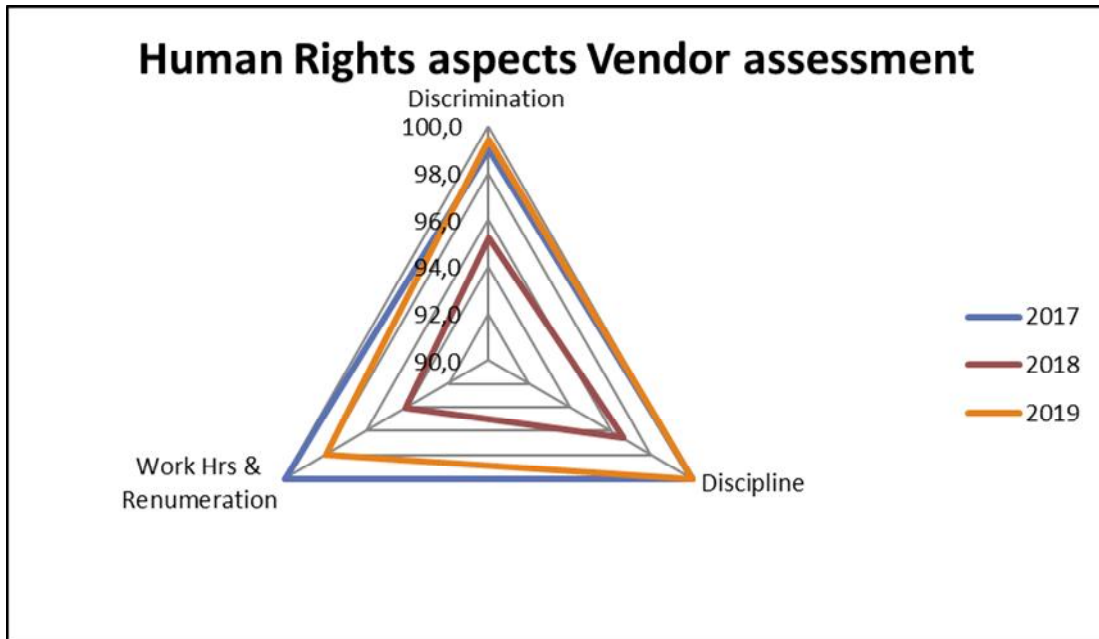 Human Rights aspects Vendor assessment
Discrimination
100,0
98,0
96,0
94,0
92,0
90,0
2017
2018
2019
Work Hrs &
Renumeration
Discipline